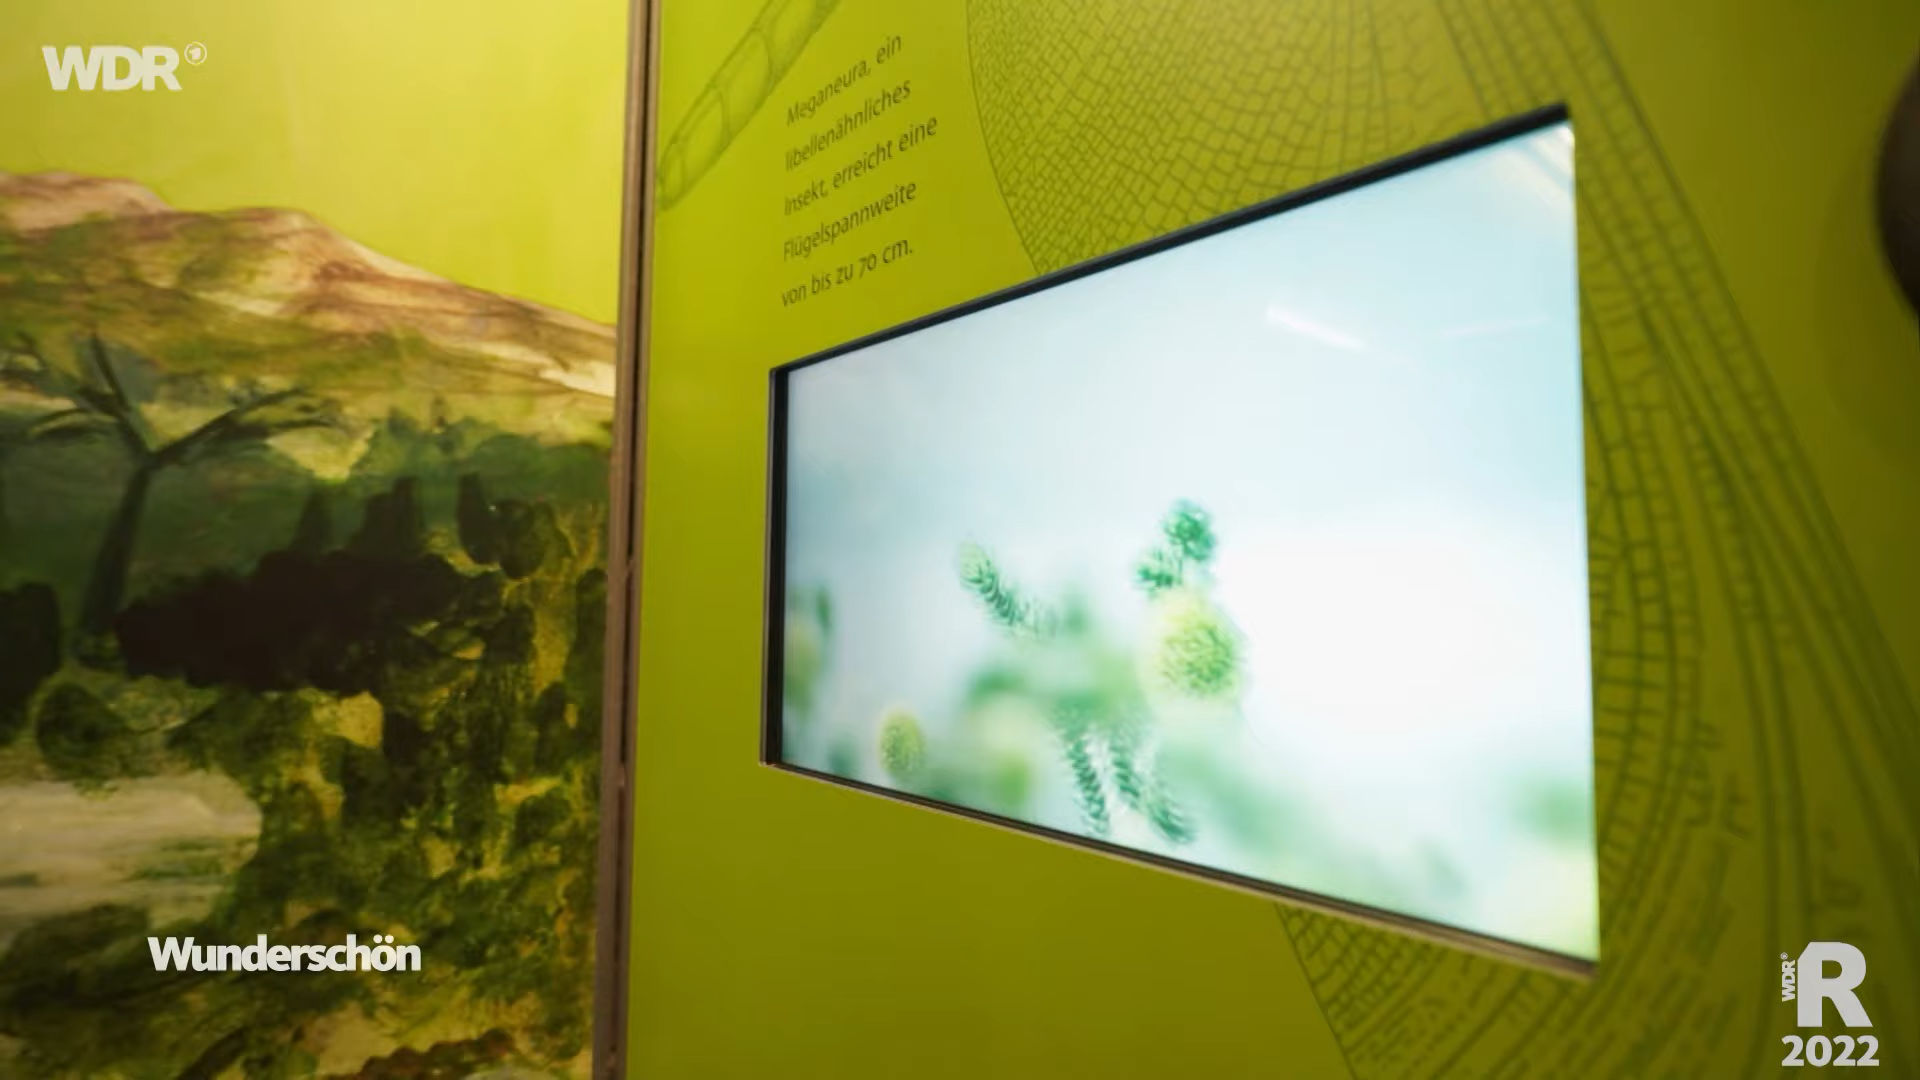 WDR
Meganeura, ein
libellenähnliches
Insekt, erreicht eine
Flügelspannweite
von bis zu 70 cm.
Wunderschön
WDR R
2022